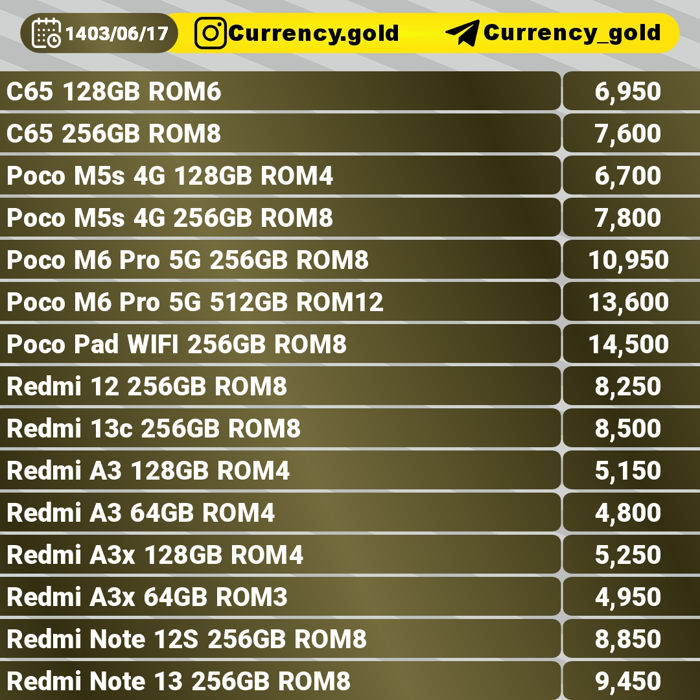 1403/06/17 Currency.gold Currency_gold
C65 128GB ROM6 6,950
C65 256GB ROM8 7,600
Poco M5s 4G 128GB ROM4 6,700
Poco M5s 4G 256GB ROM8 7,800
Poco M6 Pro 5G 256GB ROM8 10,950
Poco M6 Pro 5G 512GB ROM12 13,600
Poco Pad WIFI 256GB ROM8 14,500
Redmi 12 256GB ROM8 8,250
Redmi 13c 256GB ROM8 8,500
Redmi A3 128GB ROM4 5,150
Redmi A3 64GB ROM4 4,800
Redmi A3x 128GB ROM4 5,250
Redmi A3x 64GB ROM3 4,950
Redmi Note 12S 256GB ROM8 8,850
Redmi Note 13 256GB ROM8 9,450